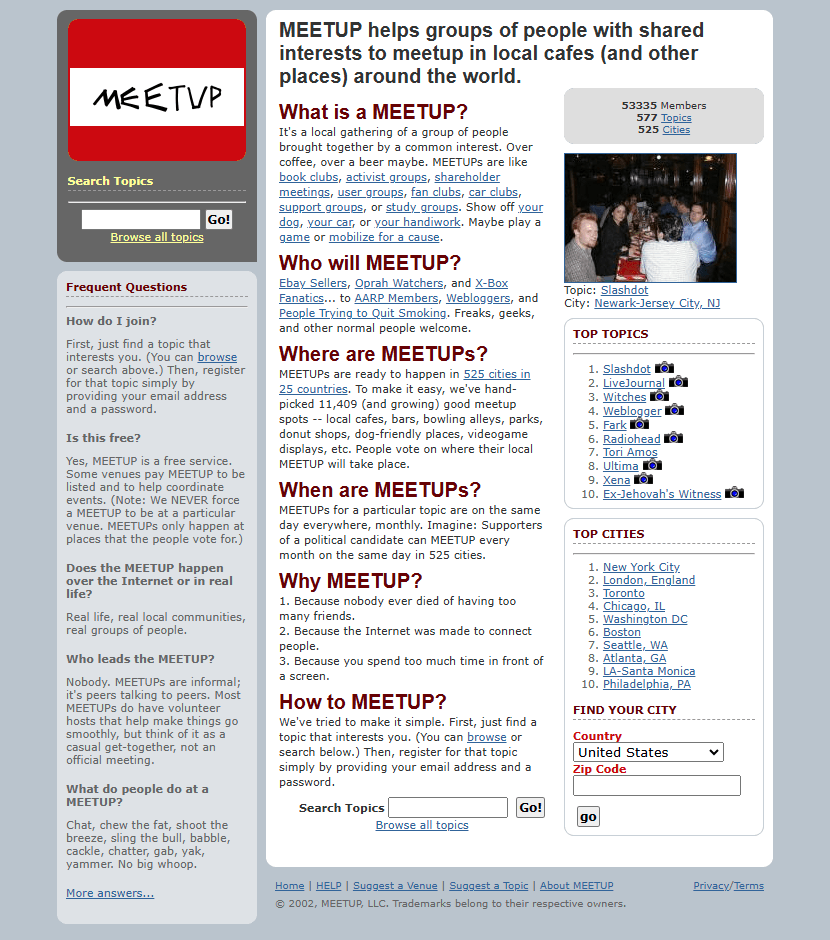 MEETUP
Search Topics
Go!
Browse all topics
Frequent Questions
How do I join?
First, just find a topic that
interests you. (You can browse
or search above.) Then, register
for that topic simply by
providing your email address
and a password.
Is this free?
Yes, MEETUP is a free service.
Some venues pay MEETUP to be
listed and to help coordinate
events. (Note: We NEVER force
a MEETUP to be at a particular
venue. MEETUPs only happen at
places that the people vote for.)
Does the MEETUP happen
over the Internet or in real
life?
Real life, real local communities,
real groups of people.
Who leads the MEETUP?
Nobody. MEETUPs are informal;
it's peers talking to peers. Most
MEETUPs do have volunteer
hosts that help make things go
smoothly, but think of it as a
casual get-together, not an
official meeting.
What do people do at a
MEETUP?
Chat, chew the fat, shoot the
breeze, sling the bull, babble,
cackle, chatter, gab, yak,
yammer. No big whoop.
More answers...
MEETUP helps groups of people with shared
interests to meetup in local cafes (and other
places) around the world.
What is a MEETUP?
It's a local gathering of a group of people
brought together by a common interest. Over
coffee, over a beer maybe. MEETUPs are like
book clubs, activist groups, shareholder
meetings, user groups, fan clubs, car clubs,
support groups, or study groups. Show off your
dog, your car, or your handiwork. Maybe play a
game or mobilize for a cause.
Who will MEETUP?
Ebay Sellers, Oprah Watchers, and X-Box
Fanatics... to AARP Members, Webloggers, and
People Trying to Quit Smoking. Freaks, geeks,
and other normal people welcome.
Where are MEETUPs?
MEETUPs are ready to happen in 525 cities in
25 countries. To make it easy, we've hand-
picked 11,409 (and growing) good meetup
spots -- local cafes, bars, bowling alleys, parks,
donut shops, dog-friendly places, videogame
displays, etc. People vote on where their local
MEETUP will take place.
When are MEETUPs?
MEETUPs for a particular topic are on the same
day everywhere, monthly. Imagine: Supporters
of a political candidate can MEETUP every
month on the same day in 525 cities.
Why MEETUP?
1. Because nobody ever died of having too
many friends.
2. Because the Internet was made to connect
people.
3. Because you spend too much time in front of
a screen.
How to MEETUP?
We've tried to make it simple. First, just find a
topic that interests you. (You can browse or
search below.) Then, register for that topic
simply by providing your email address and a
password.
Search Topics Go!
Browse all topics
53335 Members
577 Topics
525 Cities
Topic: Slashdot
City: Newark-Jersey City, NJ
TOP TOPICS
1. Slashdot
2. LiveJournal
3. Witches
4. Weblogger
5. Fark
6. Radiohead
7. Tori Amos
8. Ultima
9. Xena
10. Ex-Jehovah's Witness
TOP CITIES
1. New York City
2. London, England
3. Toronto
4. Chicago, IL
5. Washington DC
6. Boston
7. Seattle, WA
8. Atlanta, GA
9. LA-Santa Monica
10. Philadelphia, PA
FIND YOUR CITY
Country
United States
Zip Code
go
Home | HELP | Suggest a Venue | Suggest a Topic | About MEETUP Privacy/Terms
© 2002, MEETUP, LLC. Trademarks belong to their respective owners.